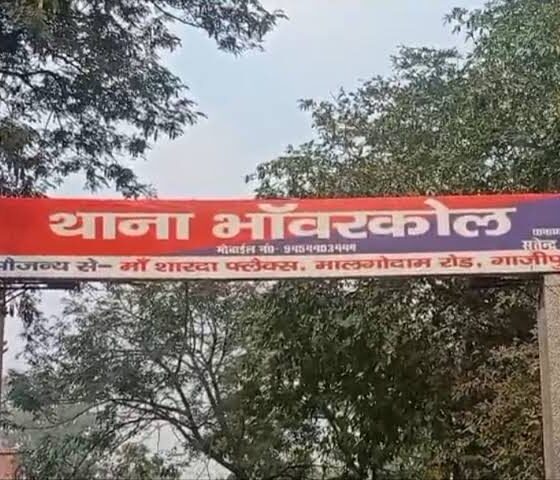 थाना भाँवरकोल
मोबाईल नं०- 9454403444
सौजन्य से- माँ शारदा फ्लेक्स, मालगोदाम रोड, गाजीपु